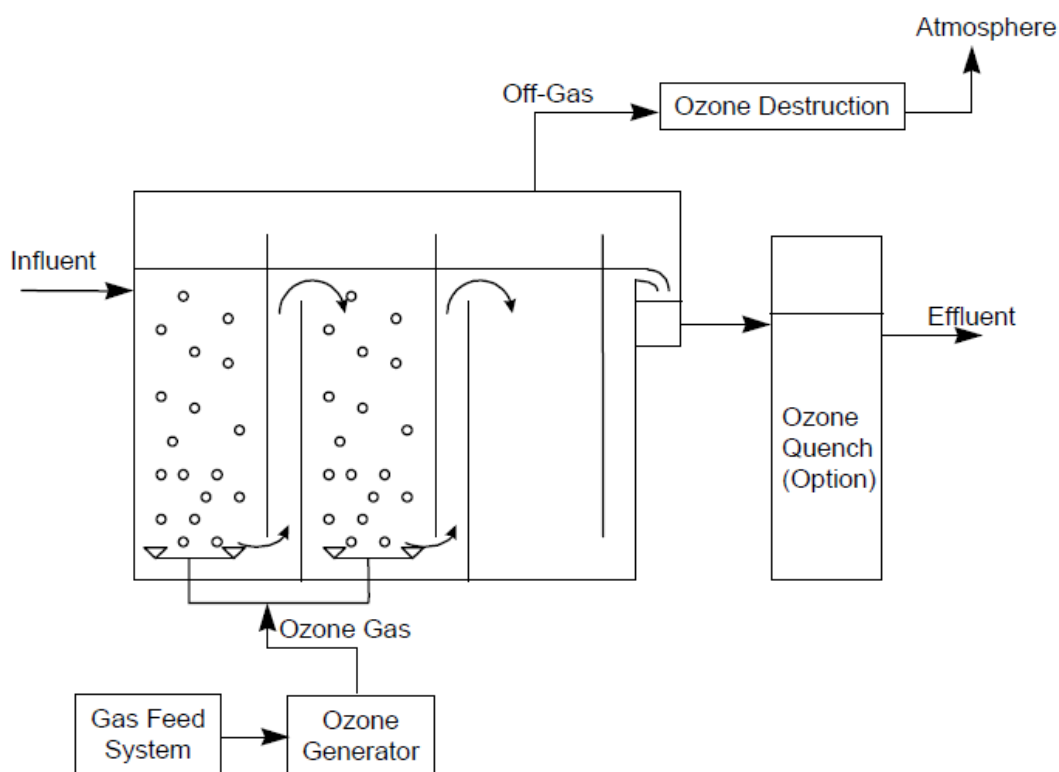 Atmosphere
Off-Gas
Ozone Destruction
Influent
Effluent
Ozone
Quench
(Option)
Ozone Gas
Gas Feed
System
Ozone
Generator